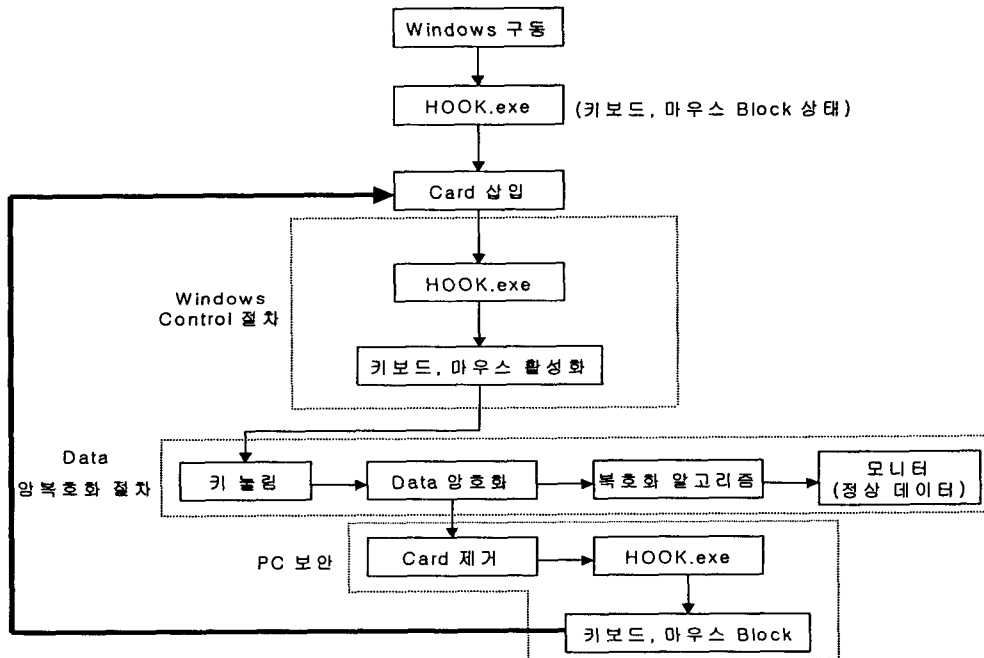 Windows 구동
HOOK.exe
(키보드, 마우스 Block 상태)
Card 삽입
HOOK.exe
Windows
Control 절차
키보드, 마우스 활성화
Data
암복호화 절차
키 눌림
Data 암호화
복호화 알고리즘
모니터
(정상 데이터)
PC 보안
Card 제거
HOOK.exe
키보드, 마우스 Block